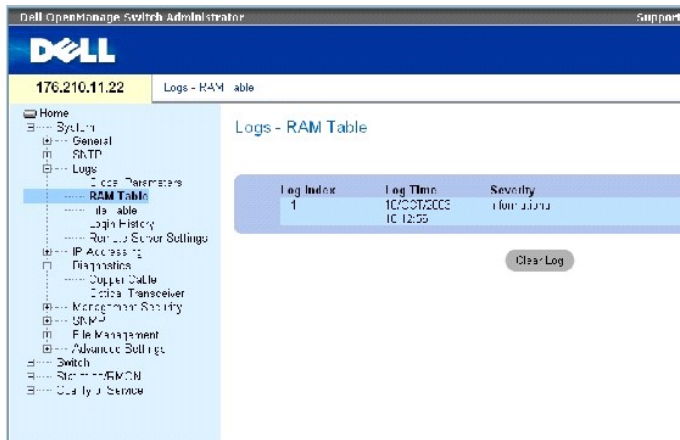 Dell OpenManage Switch Administrator Support
DELL
176.210.11.22 Logs - RAM Table
Home
System
General
SNTP
Logs
Global Parameters
RAM Table
File Table
Login History
Remote Server Settings
IP Addressing
Diagnostics
Copper Cable
Optical Transceiver
Management Security
SNMP
File Management
Advanced Settings
Switch
Statistics/RMON
Quality of Service
Logs - RAM Table
Log Index Log Time Severity
1 10/OCT/2003 Informational
10:12:55
Clear Log